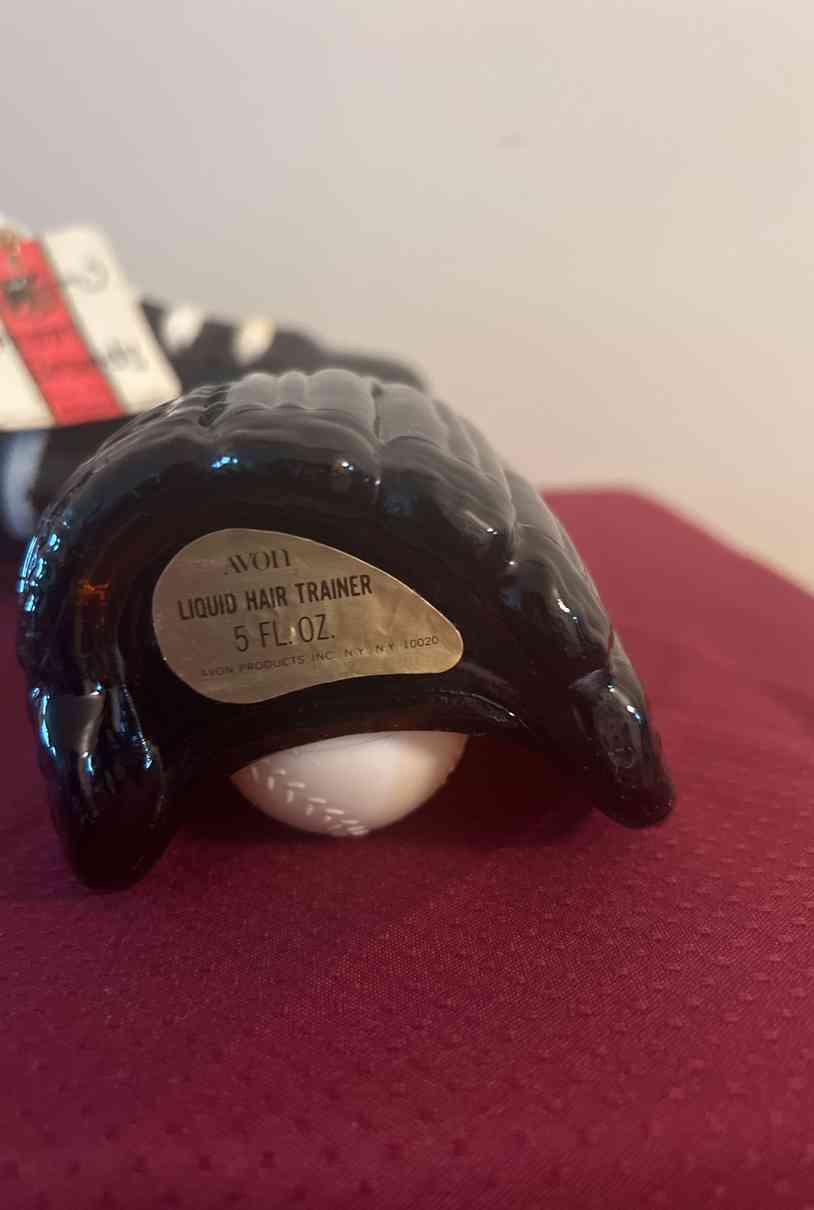 AVON
LIQUID HAIR TRAINER
5 FL. OZ.
AVON PRODUCTS INC. N.Y. N.Y. 10020